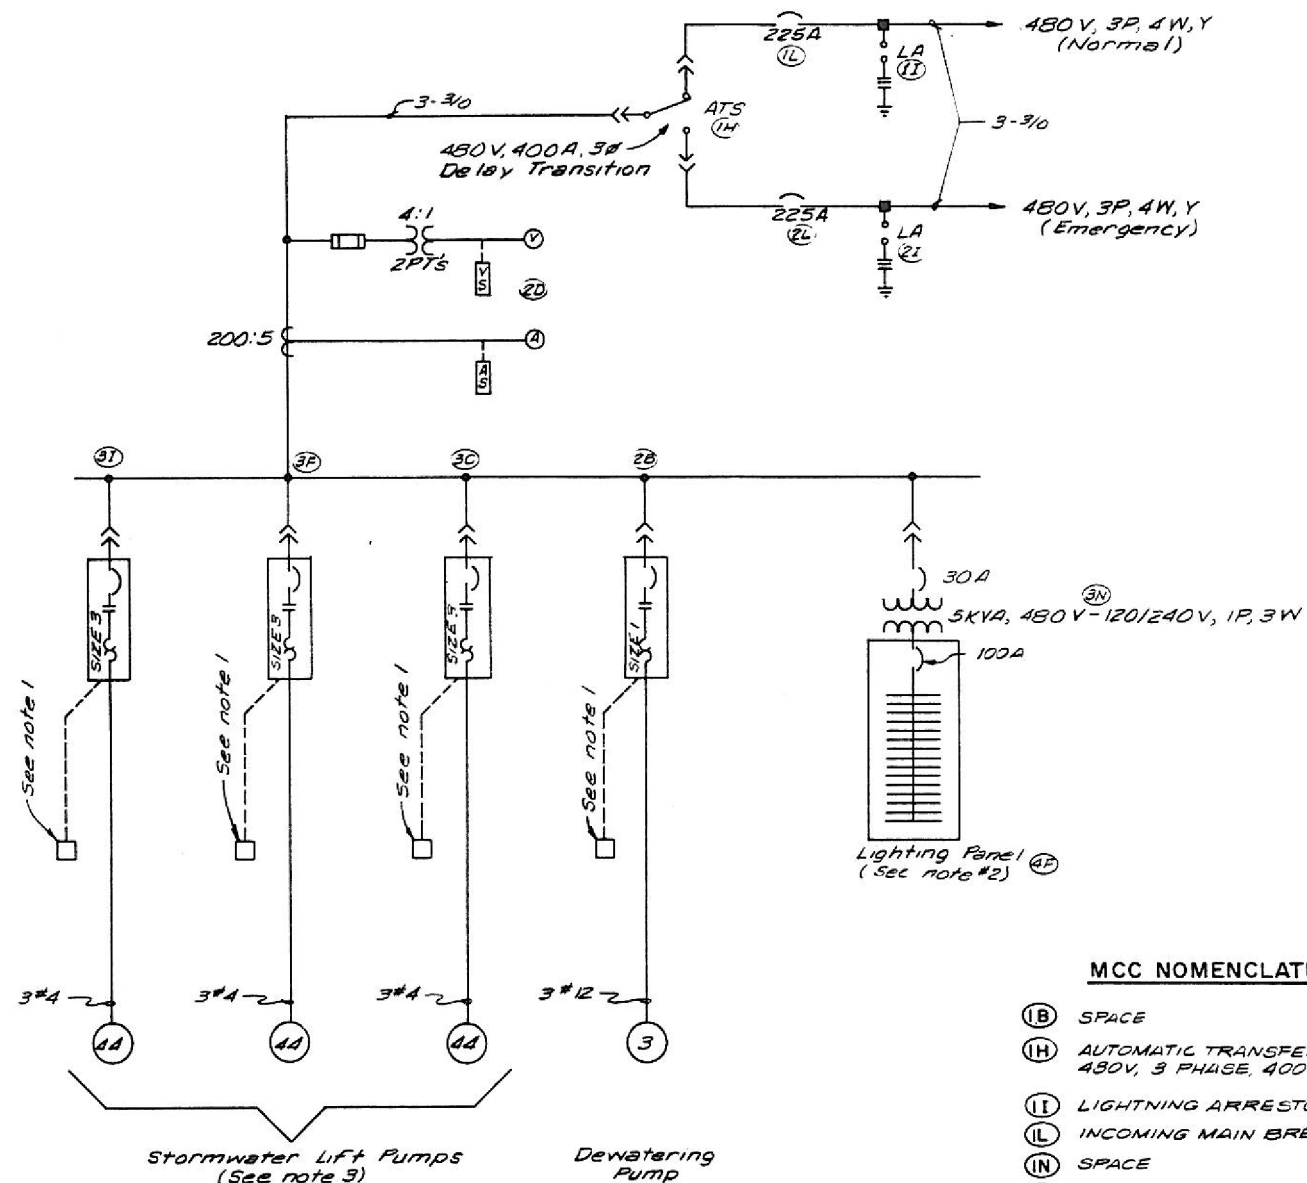 480V, 3P, 4W, Y
(Normal)
225A
1L
LA
1I
3-3/0
ATS
1H
3-3/0
480V, 400A, 3ø
Delay Transition
225A
2L
LA
2I
480V, 3P, 4W, Y
(Emergency)
4:1
2PT's
V
VS
2D
200:5
A
AS
3I
3F
3C
2B
30A
3N
5KVA, 480V-120/240V, 1P, 3W
100A
SIZE 3
SIZE 3
SIZE 1
See note 1
See note 1
See note 1
See note 1
Lighting Panel
(See note #2)
4F
3#4
3#4
3#4
3#12
44
44
44
3
Stormwater Lift Pumps
(See note 3)
Dewatering
Pump
MCC NOMENCLAT
1B SPACE
1H AUTOMATIC TRANSFE
480V, 3 PHASE, 400
1I LIGHTNING ARREST
1L INCOMING MAIN BRE
1N SPACE